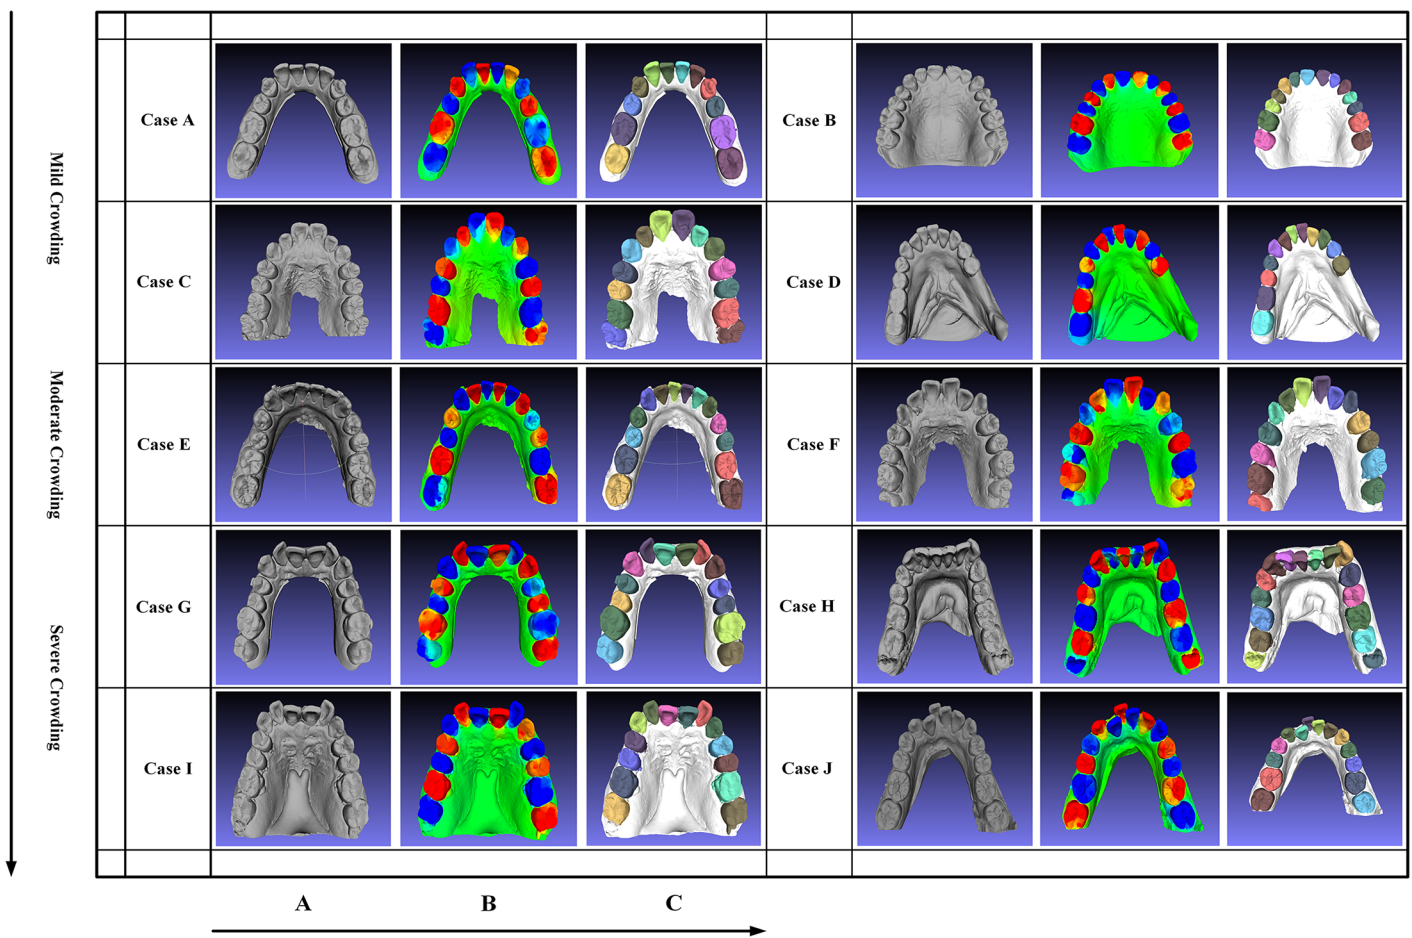 Mild Crowding
Moderate Crowding
Severe Crowding
Case A
Case B
Case C
Case D
Case E
Case F
Case G
Case H
Case I
Case J
A
B
C